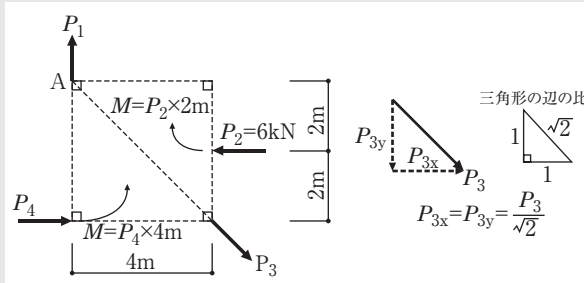 P₁
A
M=P₂×2m
P₂=6kN
2m
2m
P₄
M=P₄×4m
P₃
4m
P₃y
P₃x
P₃
三角形の辺の比
1
√2
1
P₃x=P₃y=P₃/√2